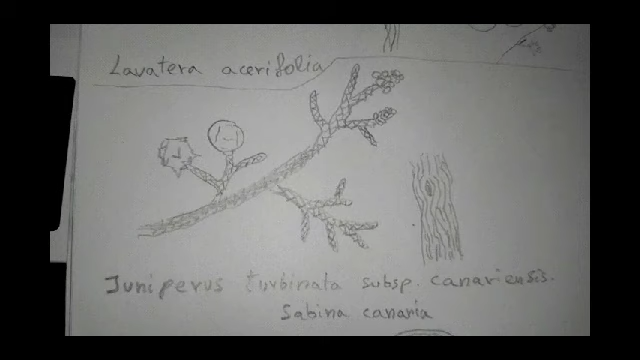 Lavatera acerifolia
Juniperus turbinata subsp. canariensis.
Sabina canaria